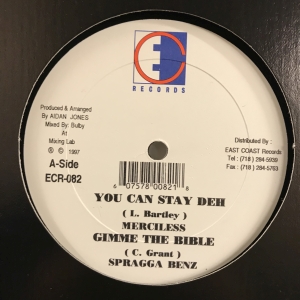 EC
RECORDS
Produced & Arranged
By AIDAN JONES
Mixed By: Bulby
At
Mixing Lab
℗ © 1997
A-Side
ECR-082
Distributed By :
EAST COAST Records
Tel : (718) 284-5939
Fax : (718) 284-5763
6 07578 00821 8
YOU CAN STAY DEH
( L. Bartley )
MERCILESS
GIMME THE BIBLE
( C. Grant )
SPRAGGA BENZ